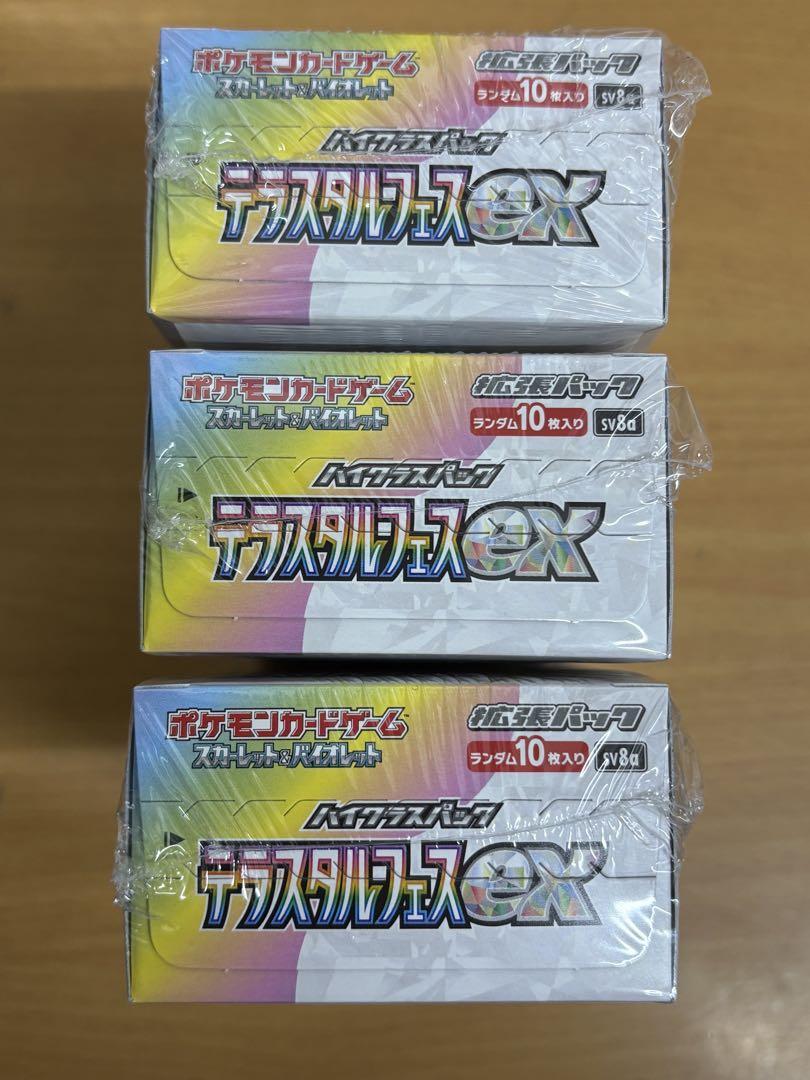 ポケモンカードゲーム
スカーレット&バイオレット
拡張パック
ランダム10枚入り sv8a
ハイクラスパック
テラスタルフェスex
ポケモンカードゲーム
スカーレット&バイオレット
拡張パック
ランダム10枚入り sv8a
ハイクラスパック
テラスタルフェスex
ポケモンカードゲーム
スカーレット&バイオレット
拡張パック
ランダム10枚入り sv8a
ハイクラスパック
テラスタルフェスex